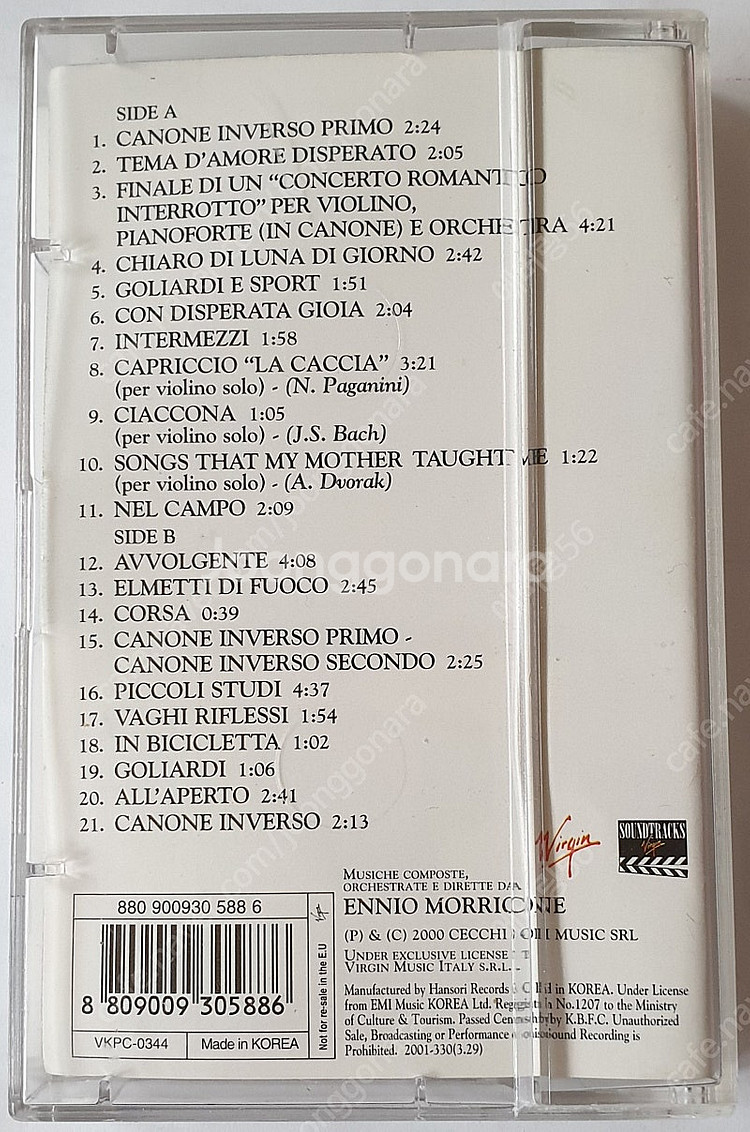 SIDE A
1. CANONE INVERSO PRIMO 2:24
2. TEMA D'AMORE DISPERATO 2:05
3. FINALE DI UN "CONCERTO ROMANTICO
INTERROTTO" PER VIOLINO,
PIANOFORTE (IN CANONE) E ORCHESTRA 4:21
4. CHIARO DI LUNA DI GIORNO 2:42
5. GOLIARDI E SPORT 1:51
6. CON DISPERATA GIOIA 2:04
7. INTERMEZZI 1:58
8. CAPRICCIO "LA CACCIA" 3:21
(per violino solo) - (N. Paganini)
9. CIACCONA 1:05
(per violino solo) - (J.S. Bach)
10. SONGS THAT MY MOTHER TAUGHT ME 1:22
(per violino solo) - (A. Dvorak)
11. NEL CAMPO 2:09
SIDE B
12. AVVOLGENTE 4:08
13. ELMETTI DI FUOCO 2:45
14. CORSA 0:39
15. CANONE INVERSO PRIMO -
CANONE INVERSO SECONDO 2:25
16. PICCOLI STUDI 4:37
17. VAGHI RIFLESSI 1:54
18. IN BICICLETTA 1:02
19. GOLIARDI 1:06
20. ALL'APERTO 2:41
21. CANONE INVERSO 2:13
Virgin
SOUNDTRACKS
Virgin
MUSICHE COMPOSTE,
ORCHESTRATE E DIRETTE DA
ENNIO MORRICONE
(P) & (C) 2000 CECCHI GORI MUSIC SRL
UNDER EXCLUSIVE LICENSE T
VIRGIN MUSIC ITALY S.R.L.
Manufactured by Hansori Records & in KOREA. Under License
from EMI Music KOREA Ltd. No.1207 to the Ministry
of Culture & Tourism. Passed by K.B.F.C. Unauthorized
Sale, Broadcasting or Performance Sound Recording is
Prohibited. 2001-330(3.29)
880 900930 588 6
8 809009 305886
VKPC-0344
Made in KOREA
Not for re-sale in the E.U
joonggonara